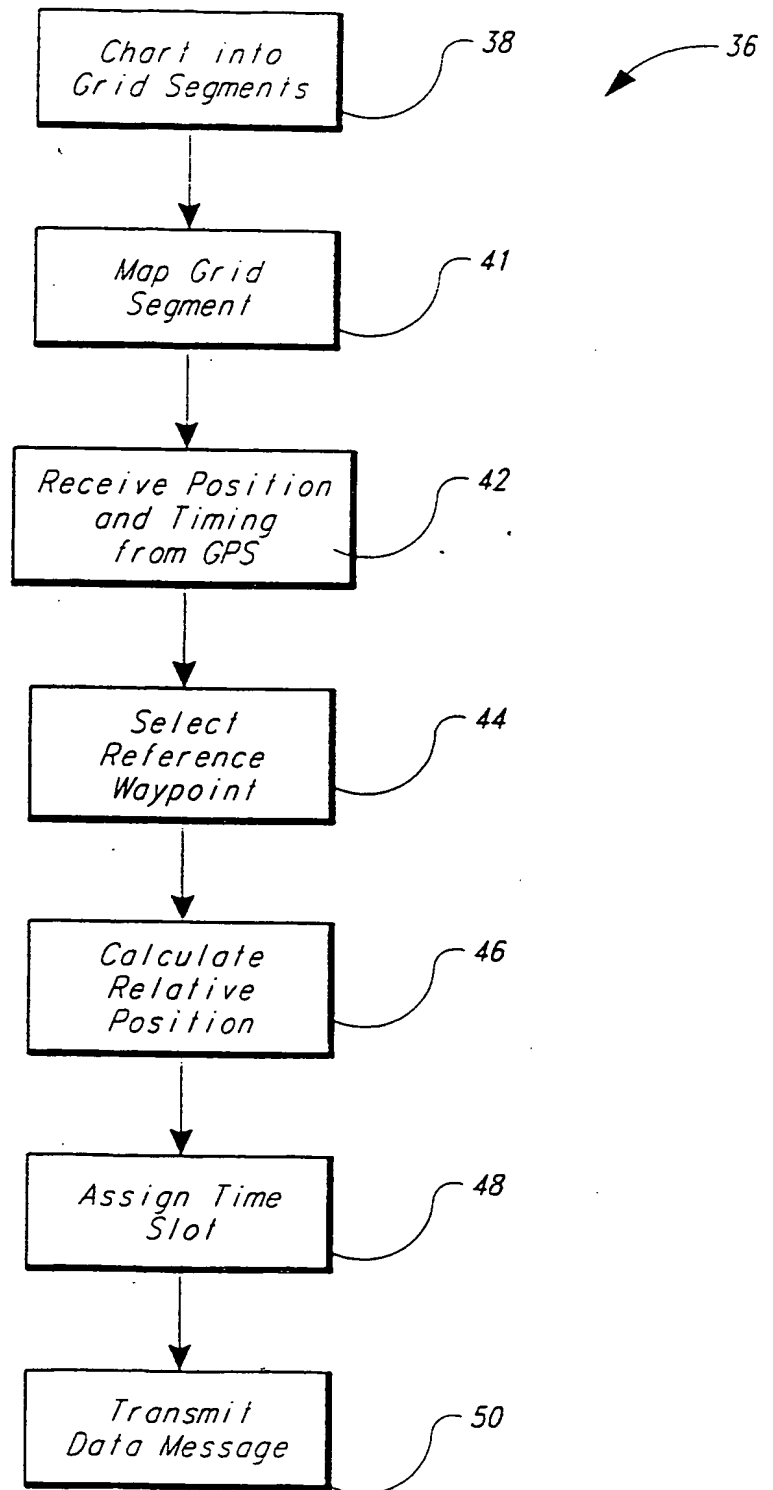 Chart into
Grid Segments
38
36
Map Grid
Segment
41
Receive Position
and Timing
from GPS
42
Select
Reference
Waypoint
44
Calculate
Relative
Position
46
Assign Time
Slot
48
Transmit
Data Message
50